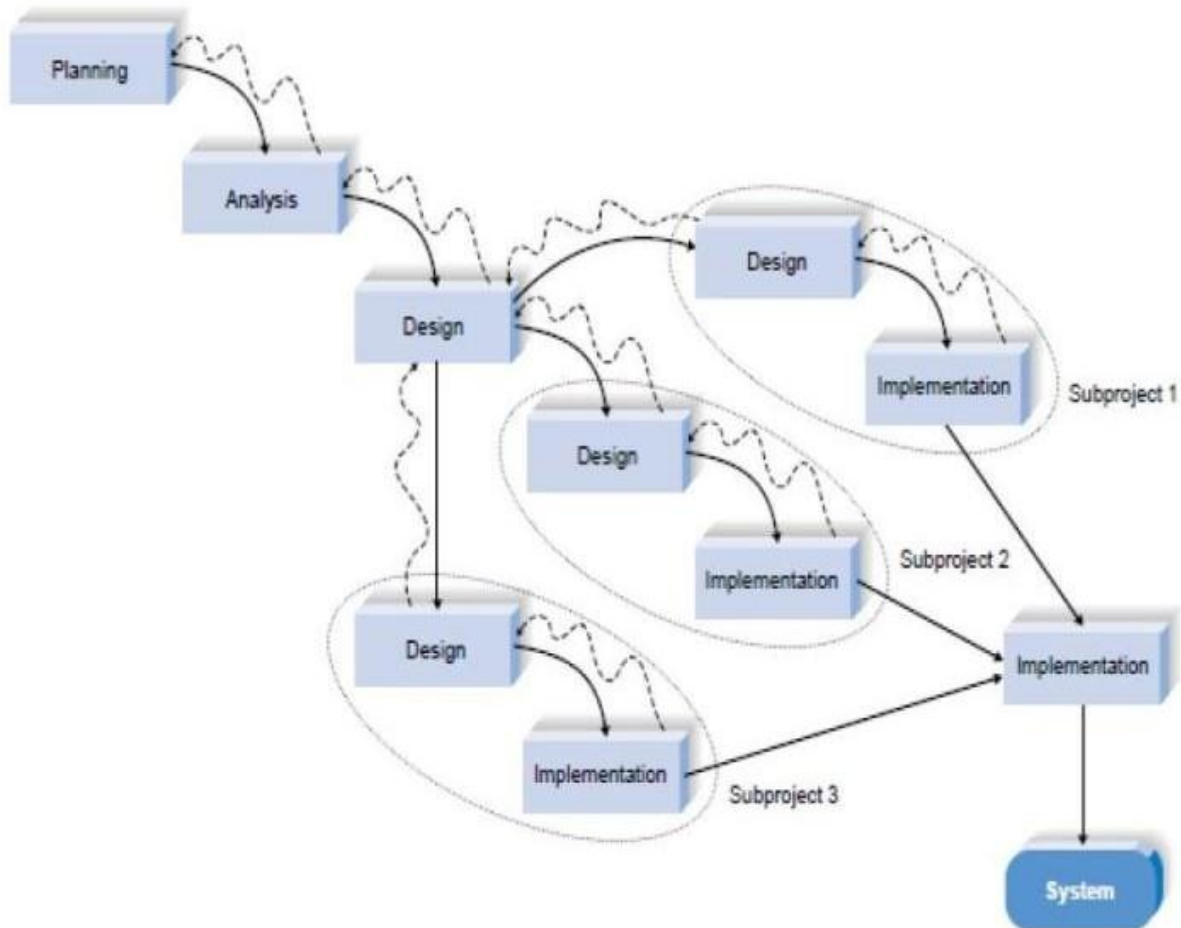 Planning
Analysis
Design
Design
Implementation
Subproject 1
Design
Implementation
Subproject 2
Design
Implementation
Subproject 3
Implementation
System